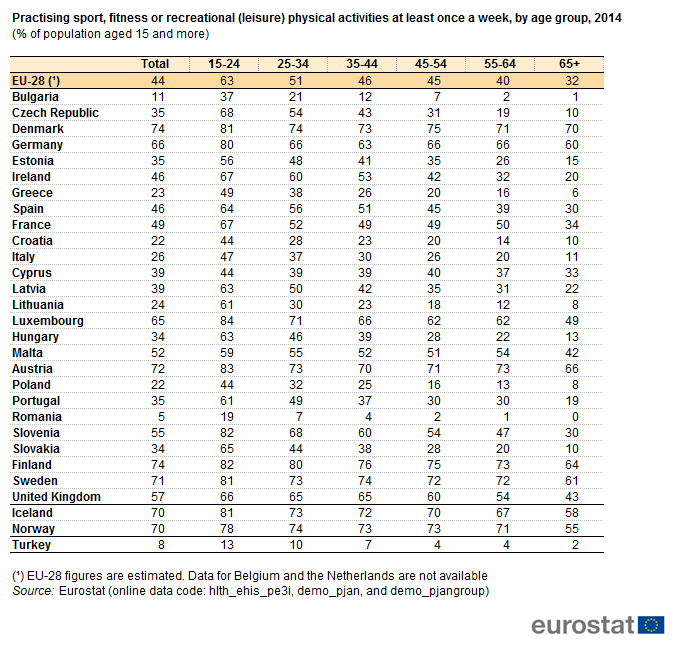 Practising sport, fitness or recreational (leisure) physical activities at least once a week, by age group, 2014
(% of population aged 15 and more)
Total 15-24 25-34 35-44 45-54 55-64 65+
EU-28 (¹) 44 63 51 46 45 40 32
Bulgaria 11 37 21 12 7 2 1
Czech Republic 35 68 54 43 31 19 10
Denmark 74 81 74 73 75 71 70
Germany 66 80 66 63 66 66 60
Estonia 35 56 48 41 35 26 15
Ireland 46 67 60 53 42 32 20
Greece 23 49 38 26 20 16 6
Spain 46 64 56 51 45 39 30
France 49 67 52 49 49 50 34
Croatia 22 44 28 23 20 14 10
Italy 26 47 37 30 26 20 11
Cyprus 39 44 39 39 40 37 33
Latvia 39 63 50 42 35 31 22
Lithuania 24 61 30 23 18 12 8
Luxembourg 65 84 71 66 62 62 49
Hungary 34 63 46 39 28 22 13
Malta 52 59 55 52 51 54 42
Austria 72 83 73 70 71 73 66
Poland 22 44 32 25 16 13 8
Portugal 35 61 49 37 30 30 19
Romania 5 19 7 4 2 1 0
Slovenia 55 82 68 60 54 47 30
Slovakia 34 65 44 38 28 20 10
Finland 74 82 80 76 75 73 64
Sweden 71 81 73 74 72 72 61
United Kingdom 57 66 65 65 60 54 43
Iceland 70 81 73 72 70 67 58
Norway 70 78 74 73 73 71 55
Turkey 8 13 10 7 4 4 2
(¹) EU-28 figures are estimated. Data for Belgium and the Netherlands are not available
Source: Eurostat (online data code: hlth_ehis_pe3i, demo_pjan, and demo_pjangroup)
eurostat